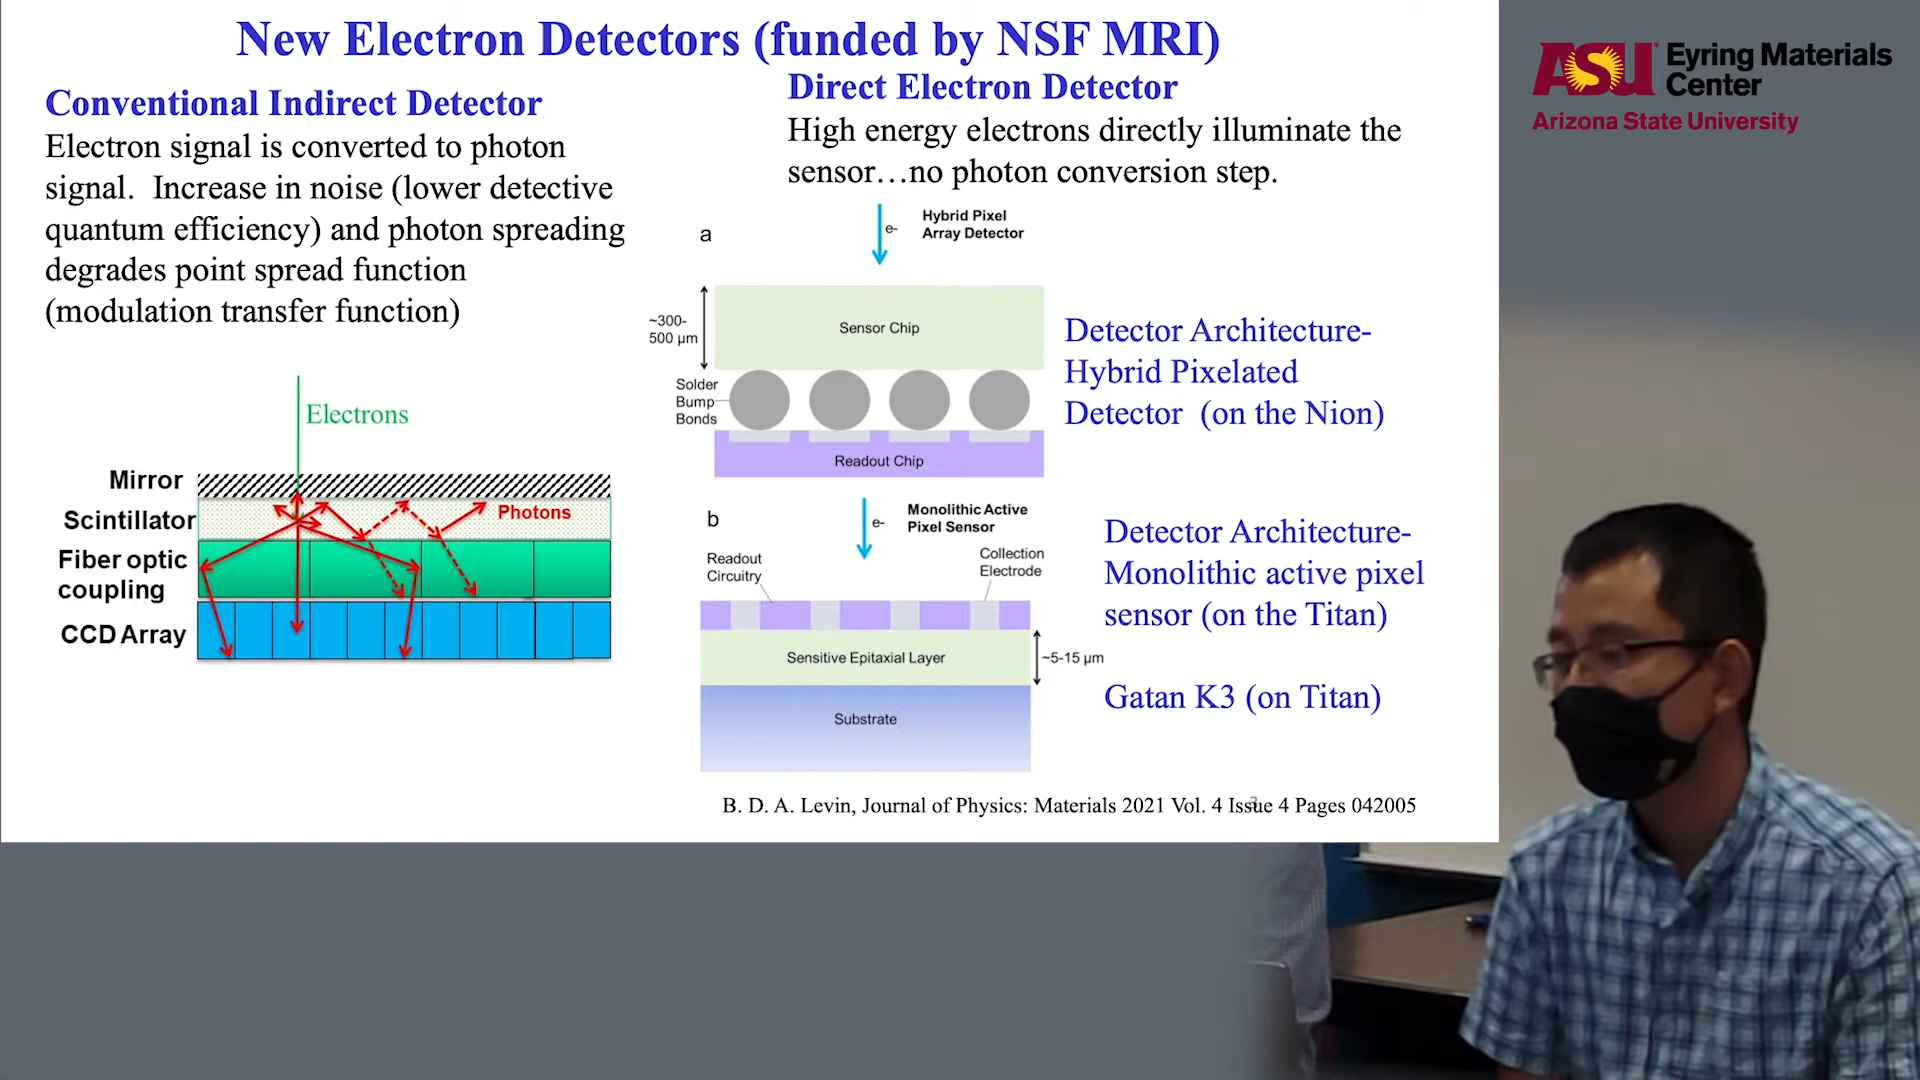 New Electron Detectors (funded by NSF MRI)
Conventional Indirect Detector
Electron signal is converted to photon
signal. Increase in noise (lower detective
quantum efficiency) and photon spreading
degrades point spread function
(modulation transfer function)
Electrons
Mirror
Scintillator
Photons
Fiber optic
coupling
CCD Array
Direct Electron Detector
High energy electrons directly illuminate the
sensor…no photon conversion step.
a
e-
Hybrid Pixel
Array Detector
~300-
500 µm
Sensor Chip
Solder
Bump
Bonds
Readout Chip
Detector Architecture-
Hybrid Pixelated
Detector (on the Nion)
b
e-
Monolithic Active
Pixel Sensor
Readout
Circuitry
Collection
Electrode
Sensitive Epitaxial Layer
~5-15 µm
Substrate
Detector Architecture-
Monolithic active pixel
sensor (on the Titan)
Gatan K3 (on Titan)
B. D. A. Levin, Journal of Physics: Materials 2021 Vol. 4 Issue 4 Pages 042005
3
ASU Eyring Materials
Center
Arizona State University